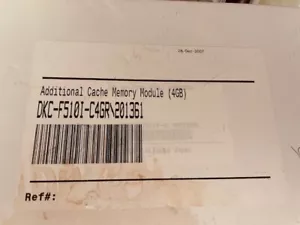 Additional Cache Memory Module (4GB)
DKC-F510I-C4GR\201361
Ref#: